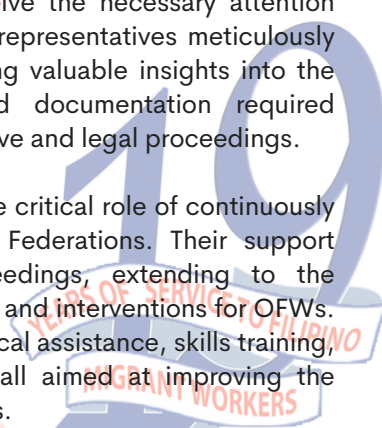 eive the necessary attention
representatives meticulously
ng valuable insights into the
d documentation required
ve and legal proceedings.
e critical role of continuously
Federations. Their support
eedings, extending to the
and interventions for OFWs.
cal assistance, skills training,
all aimed at improving the
s.
19
YEARS OF SERVICE TO FILIPINO
MIGRANT WORKERS